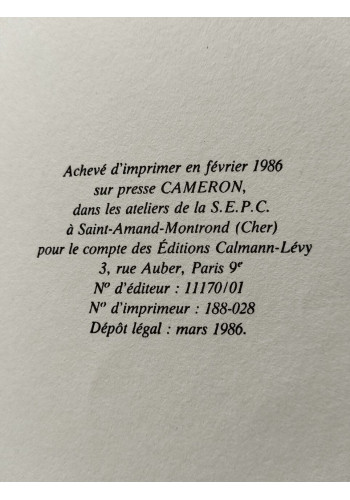 Achevé d'imprimer en février 1986
sur presse CAMERON,
dans les ateliers de la S.E.P.C.
à Saint-Amand-Montrond (Cher)
pour le compte des Éditions Calmann-Lévy
3, rue Auber, Paris 9e
No d'éditeur : 11170/01
No d'imprimeur : 188-028
Dépôt légal : mars 1986.